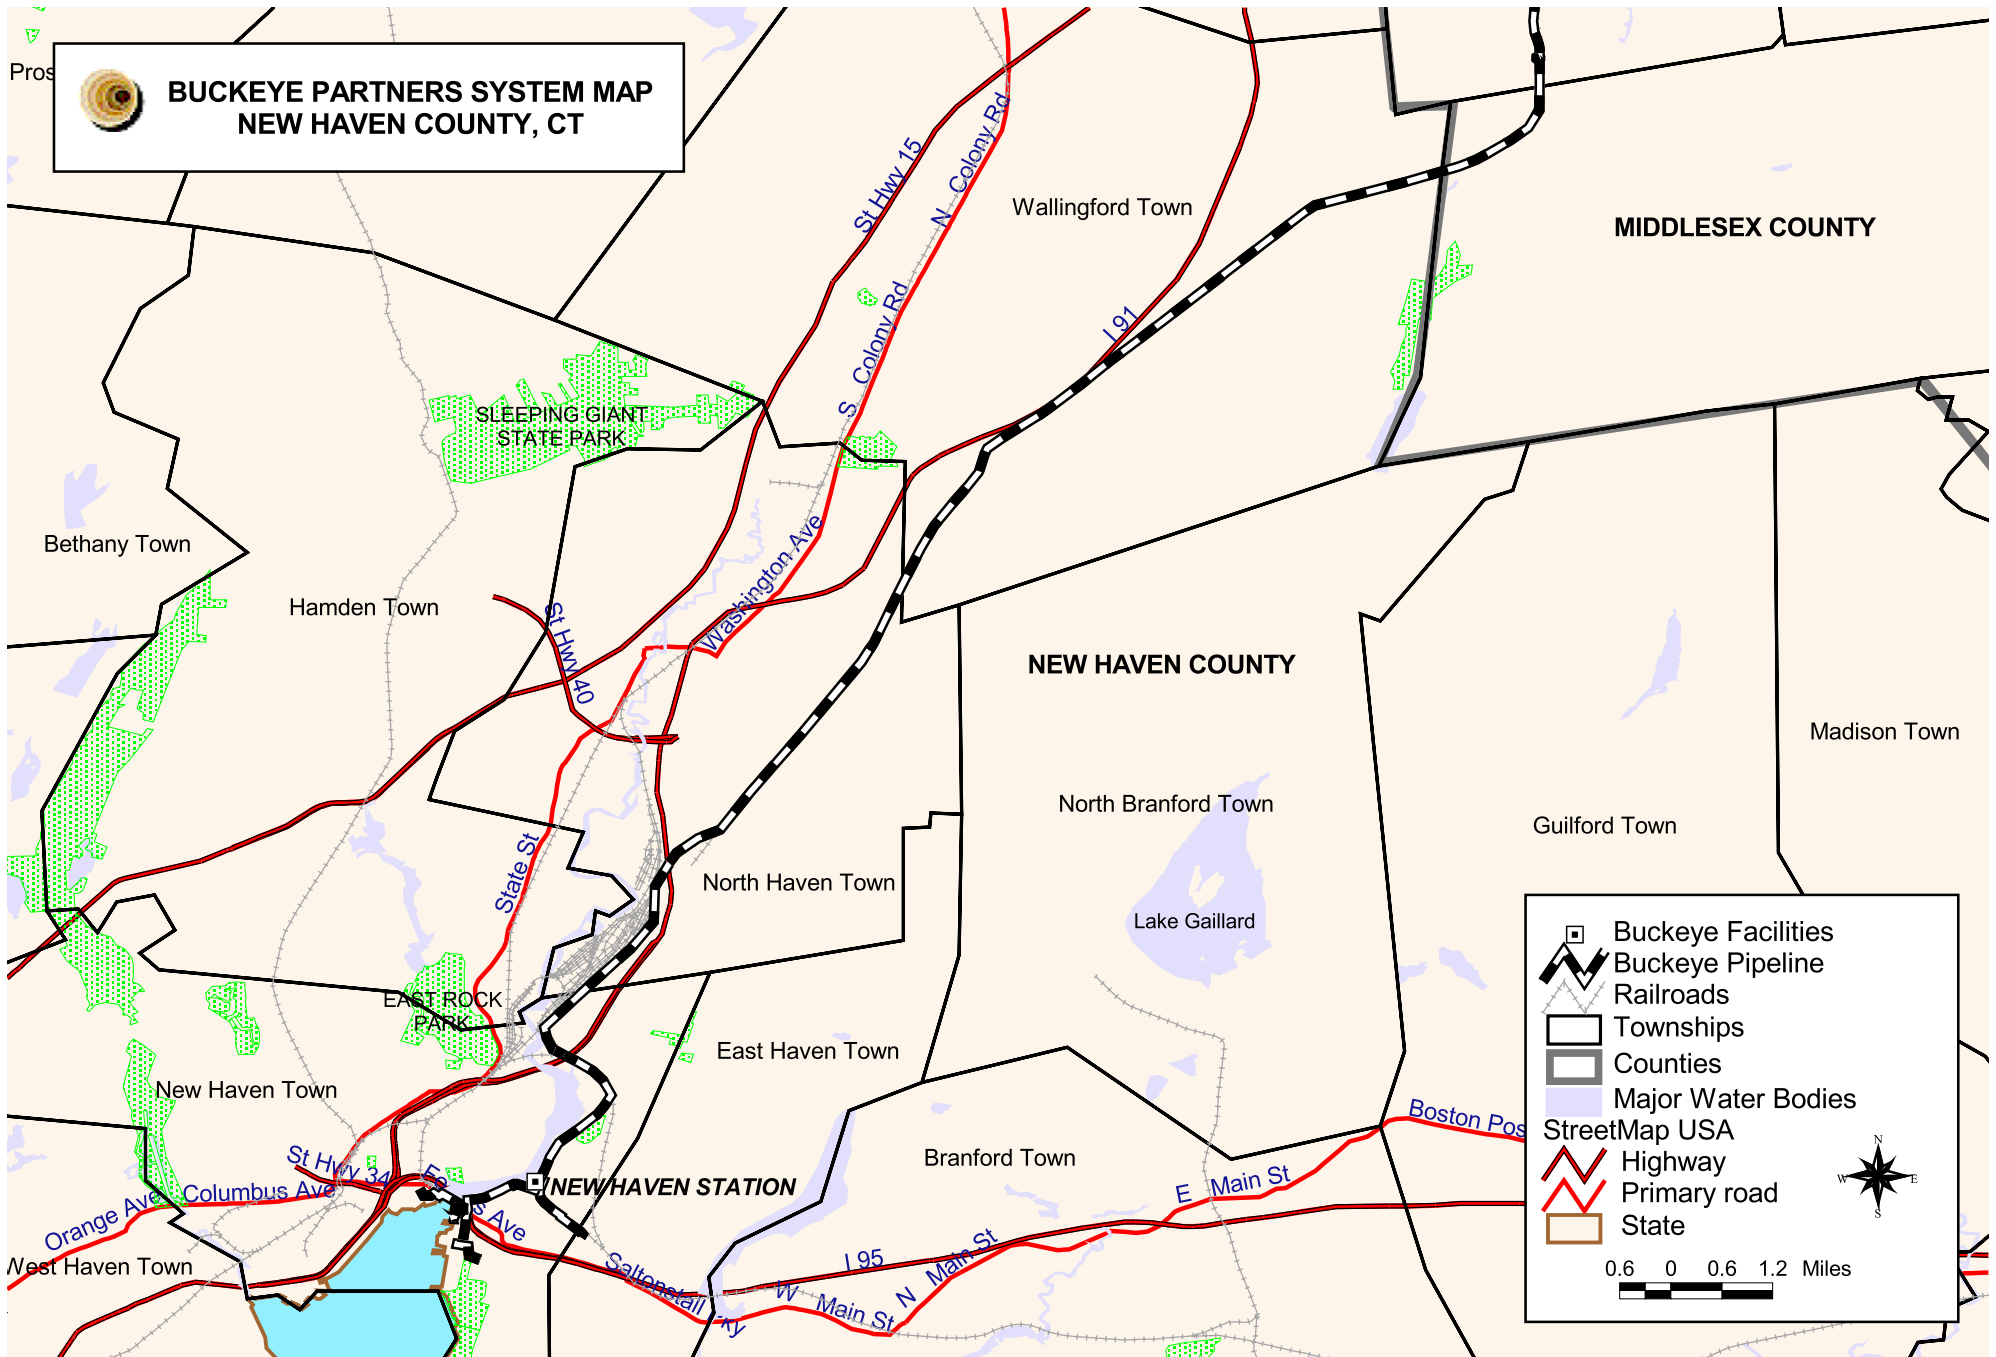 Pros
BUCKEYE PARTNERS SYSTEM MAP
NEW HAVEN COUNTY, CT
St Hwy 15
N Colony Rd
Wallingford Town
MIDDLESEX COUNTY
S Colony Rd
I 91
SLEEPING GIANT
STATE PARK
Bethany Town
Hamden Town
Washington Ave
St Hwy 40
NEW HAVEN COUNTY
Madison Town
North Branford Town
Guilford Town
State St
North Haven Town
Lake Gaillard
EAST ROCK
PARK
East Haven Town
New Haven Town
Boston Pos
Branford Town
St Hwy 34
Fo
s Ave
NEW HAVEN STATION
Columbus Ave
Orange Ave
E Main St
West Haven Town
I 95
N Main St
Saltonstall
ky
W Main St
Buckeye Facilities
Buckeye Pipeline
Railroads
Townships
Counties
Major Water Bodies
StreetMap USA
Highway
Primary road
State
N
W
E
S
0.6 0 0.6 1.2 Miles